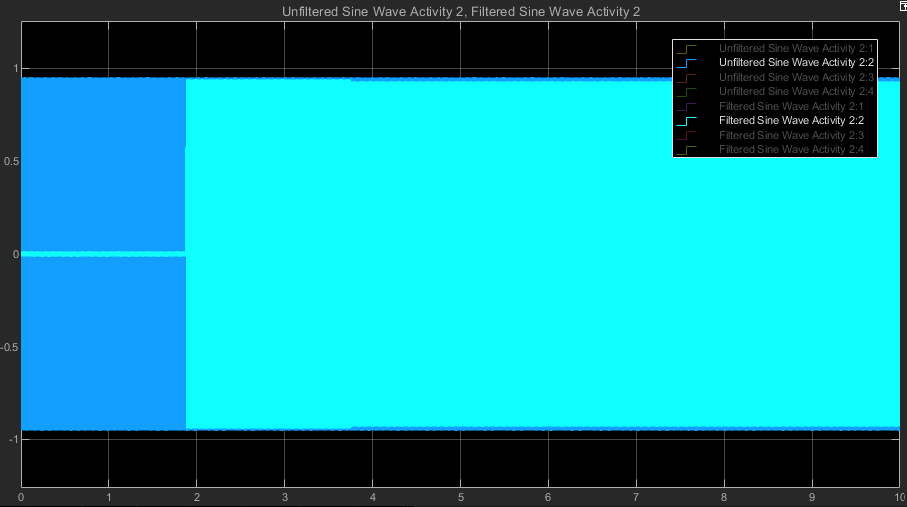 Unfiltered Sine Wave Activity 2, Filtered Sine Wave Activity 2
Unfiltered Sine Wave Activity 2:1
Unfiltered Sine Wave Activity 2:2
Unfiltered Sine Wave Activity 2:3
Unfiltered Sine Wave Activity 2:4
Filtered Sine Wave Activity 2:1
Filtered Sine Wave Activity 2:2
Filtered Sine Wave Activity 2:3
Filtered Sine Wave Activity 2:4
1
0.5
0
-0.5
-1
0 1 2 3 4 5 6 7 8 9 10